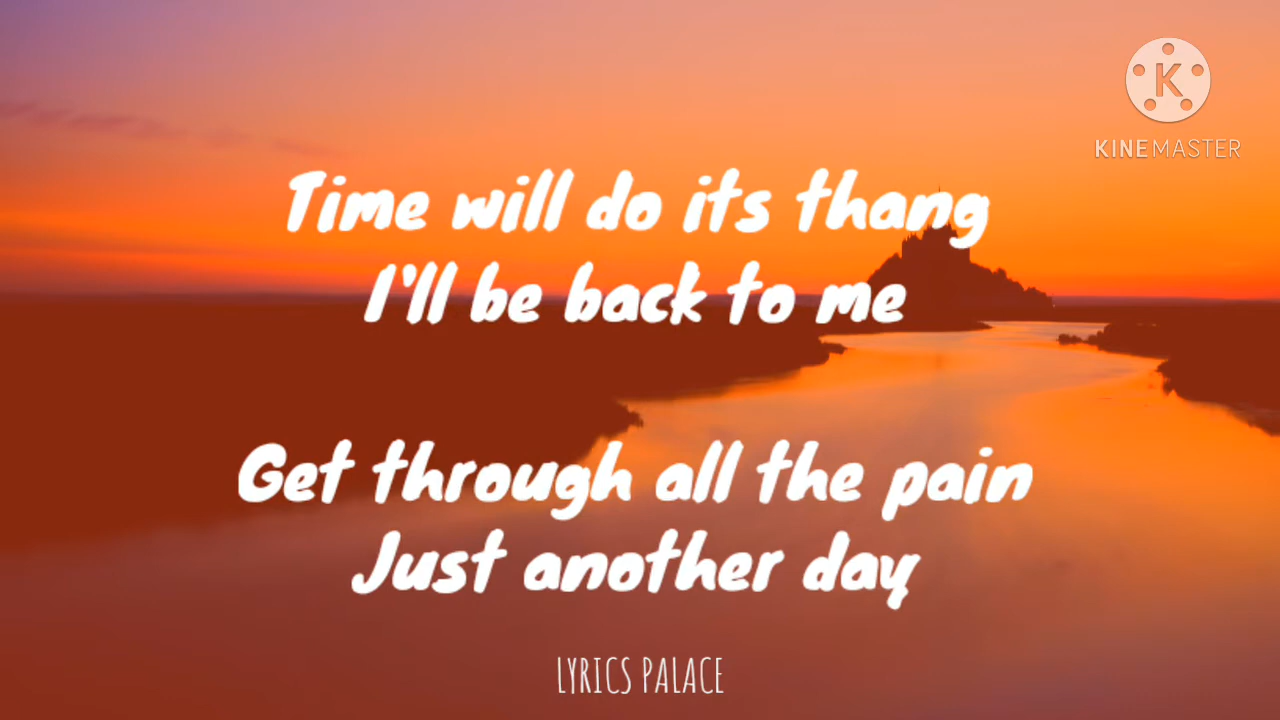 K
KINEMASTER
Time will do its thang
I'll be back to me
Get through all the pain
Just another day
LYRICS PALACE